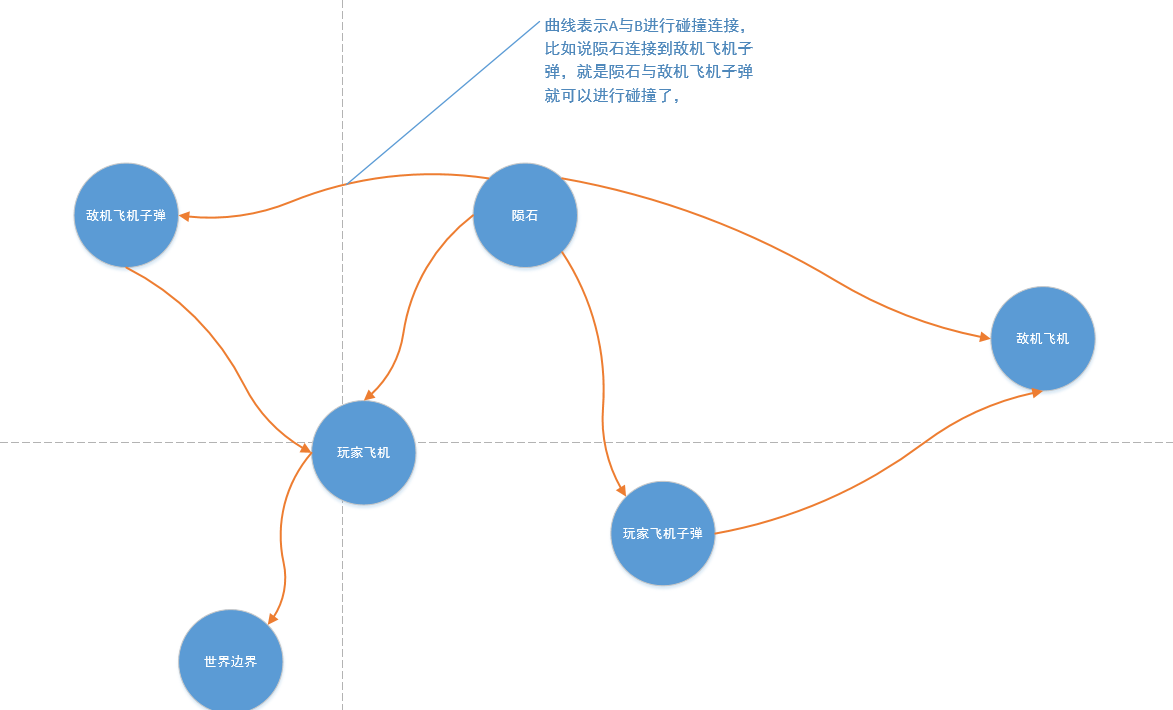 曲线表示A与B进行碰撞连接，
比如说陨石连接到敌机飞机子
弹，就是陨石与敌机飞机子弹
就可以进行碰撞了，
敌机飞机子弹
陨石
敌机飞机
玩家飞机
玩家飞机子弹
世界边界